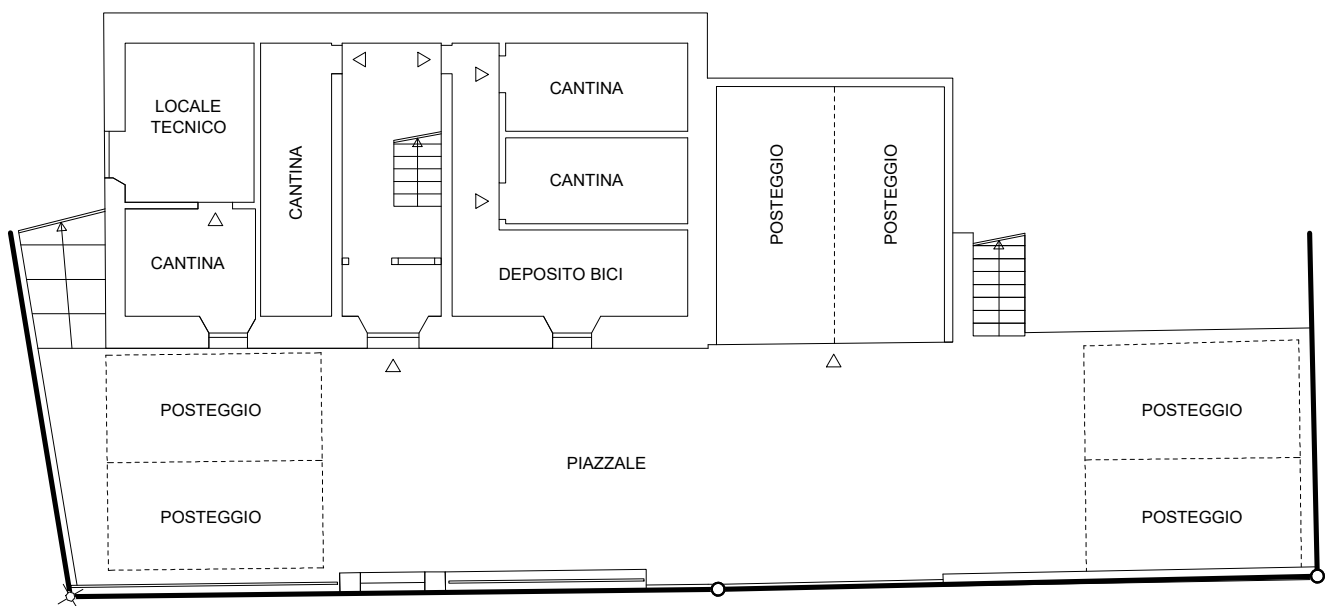 LOCALE
TECNICO
CANTINA
CANTINA
CANTINA
CANTINA
DEPOSITO BICI
POSTEGGIO
POSTEGGIO
POSTEGGIO
POSTEGGIO
PIAZZALE
POSTEGGIO
POSTEGGIO